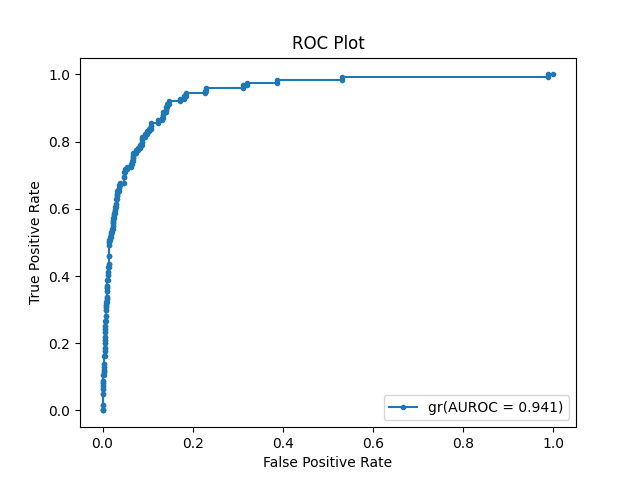 ROC Plot
True Positive Rate
1.0
0.8
0.6
0.4
0.2
0.0
gr(AUROC = 0.941)
0.0 0.2 0.4 0.6 0.8 1.0
False Positive Rate